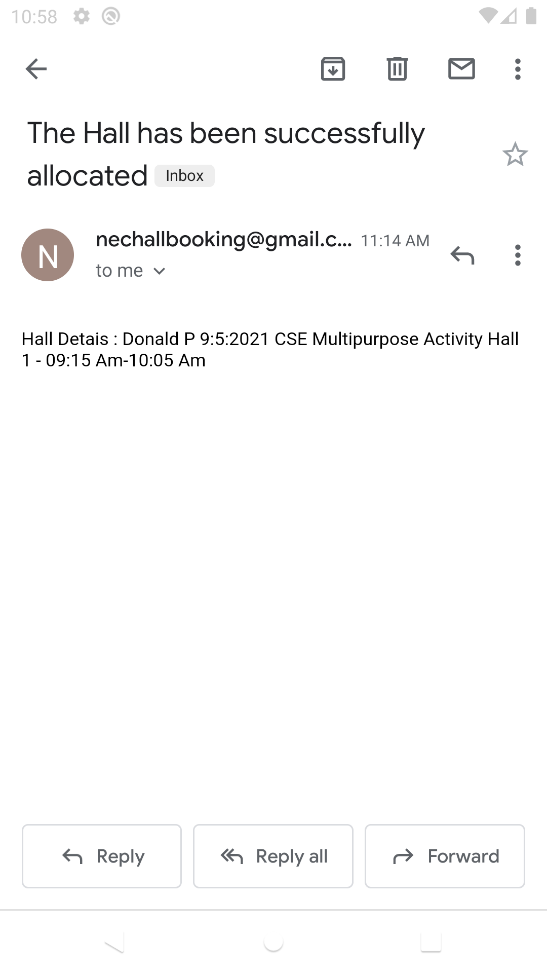 10:58
The Hall has been successfully
allocated Inbox
N
nechallbooking@gmail.c... 11:14 AM
to me
Hall Detais : Donald P 9:5:2021 CSE Multipurpose Activity Hall
1 - 09:15 Am-10:05 Am
Reply Reply all Forward